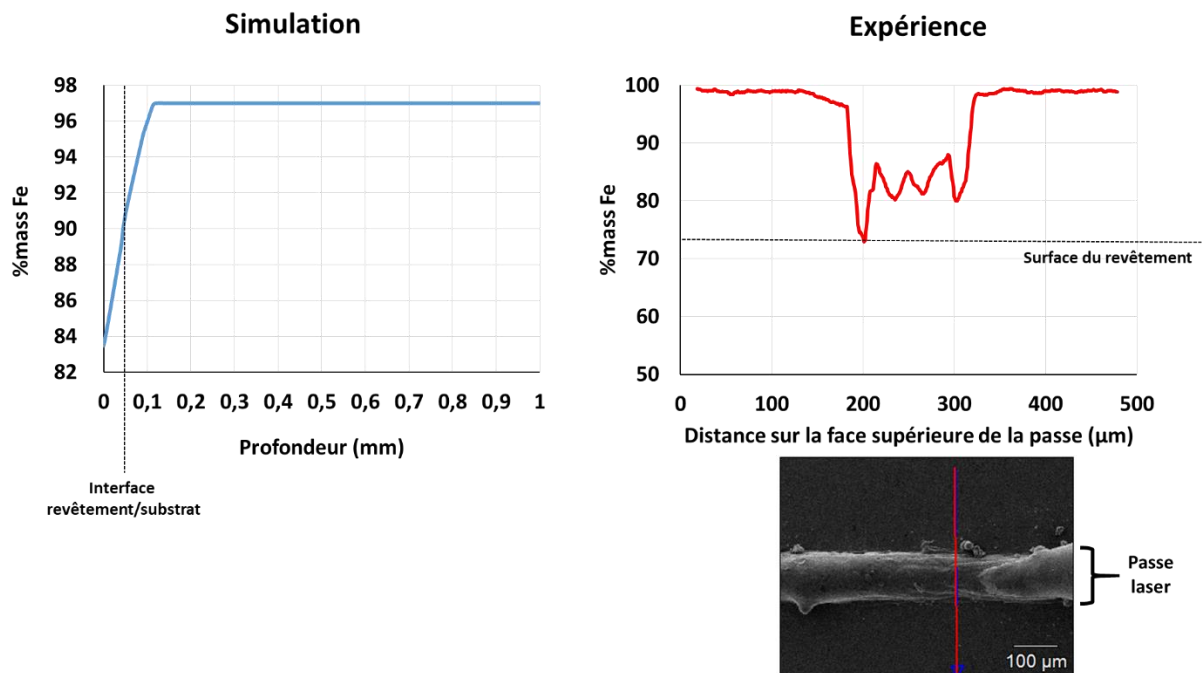 Simulation
%mass Fe
98
96
94
92
90
88
86
84
82
0 0,1 0,2 0,3 0,4 0,5 0,6 0,7 0,8 0,9 1
Profondeur (mm)
Interface
revêtement/substrat
Expérience
%mass Fe
100
90
80
70
60
50
Surface du revêtement
0 100 200 300 400 500
Distance sur la face supérieure de la passe (µm)
Passe
laser
100 µm